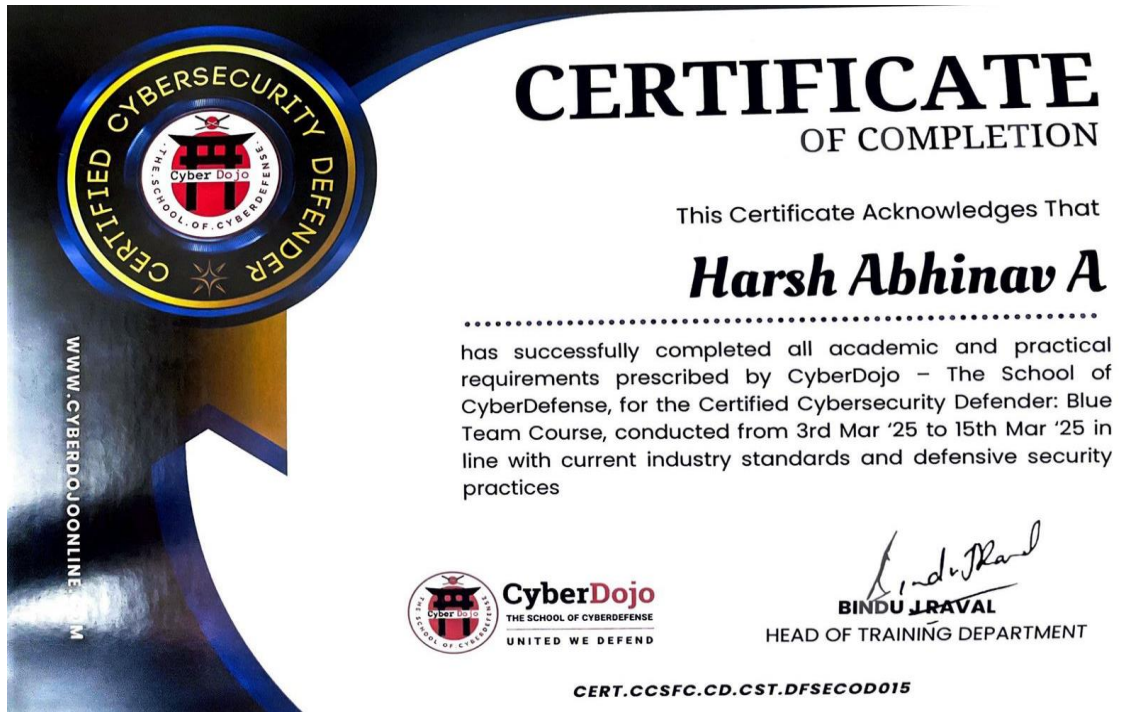 CERTIFIED CYBERSECURITY DEFENDER
THE.SCHOOL.OF.CYBERDEFENSE.
Cyber Dojo
CERTIFICATE
OF COMPLETION
This Certificate Acknowledges That
Harsh Abhinav A
has successfully completed all academic and practical
requirements prescribed by CyberDojo – The School of
CyberDefense, for the Certified Cybersecurity Defender: Blue
Team Course, conducted from 3rd Mar ‘25 to 15th Mar ‘25 in
line with current industry standards and defensive security
practices
WWW.CYBERDOJOONLINE.
THE SCHOOL OF CYBERDEFENSE
Cyber Dojo
CyberDojo
THE SCHOOL OF CYBERDEFENSE
UNITED WE DEFEND
BINDU J RAVAL
HEAD OF TRAINING DEPARTMENT
CERT.CCSFC.CD.CST.DFSECOD015